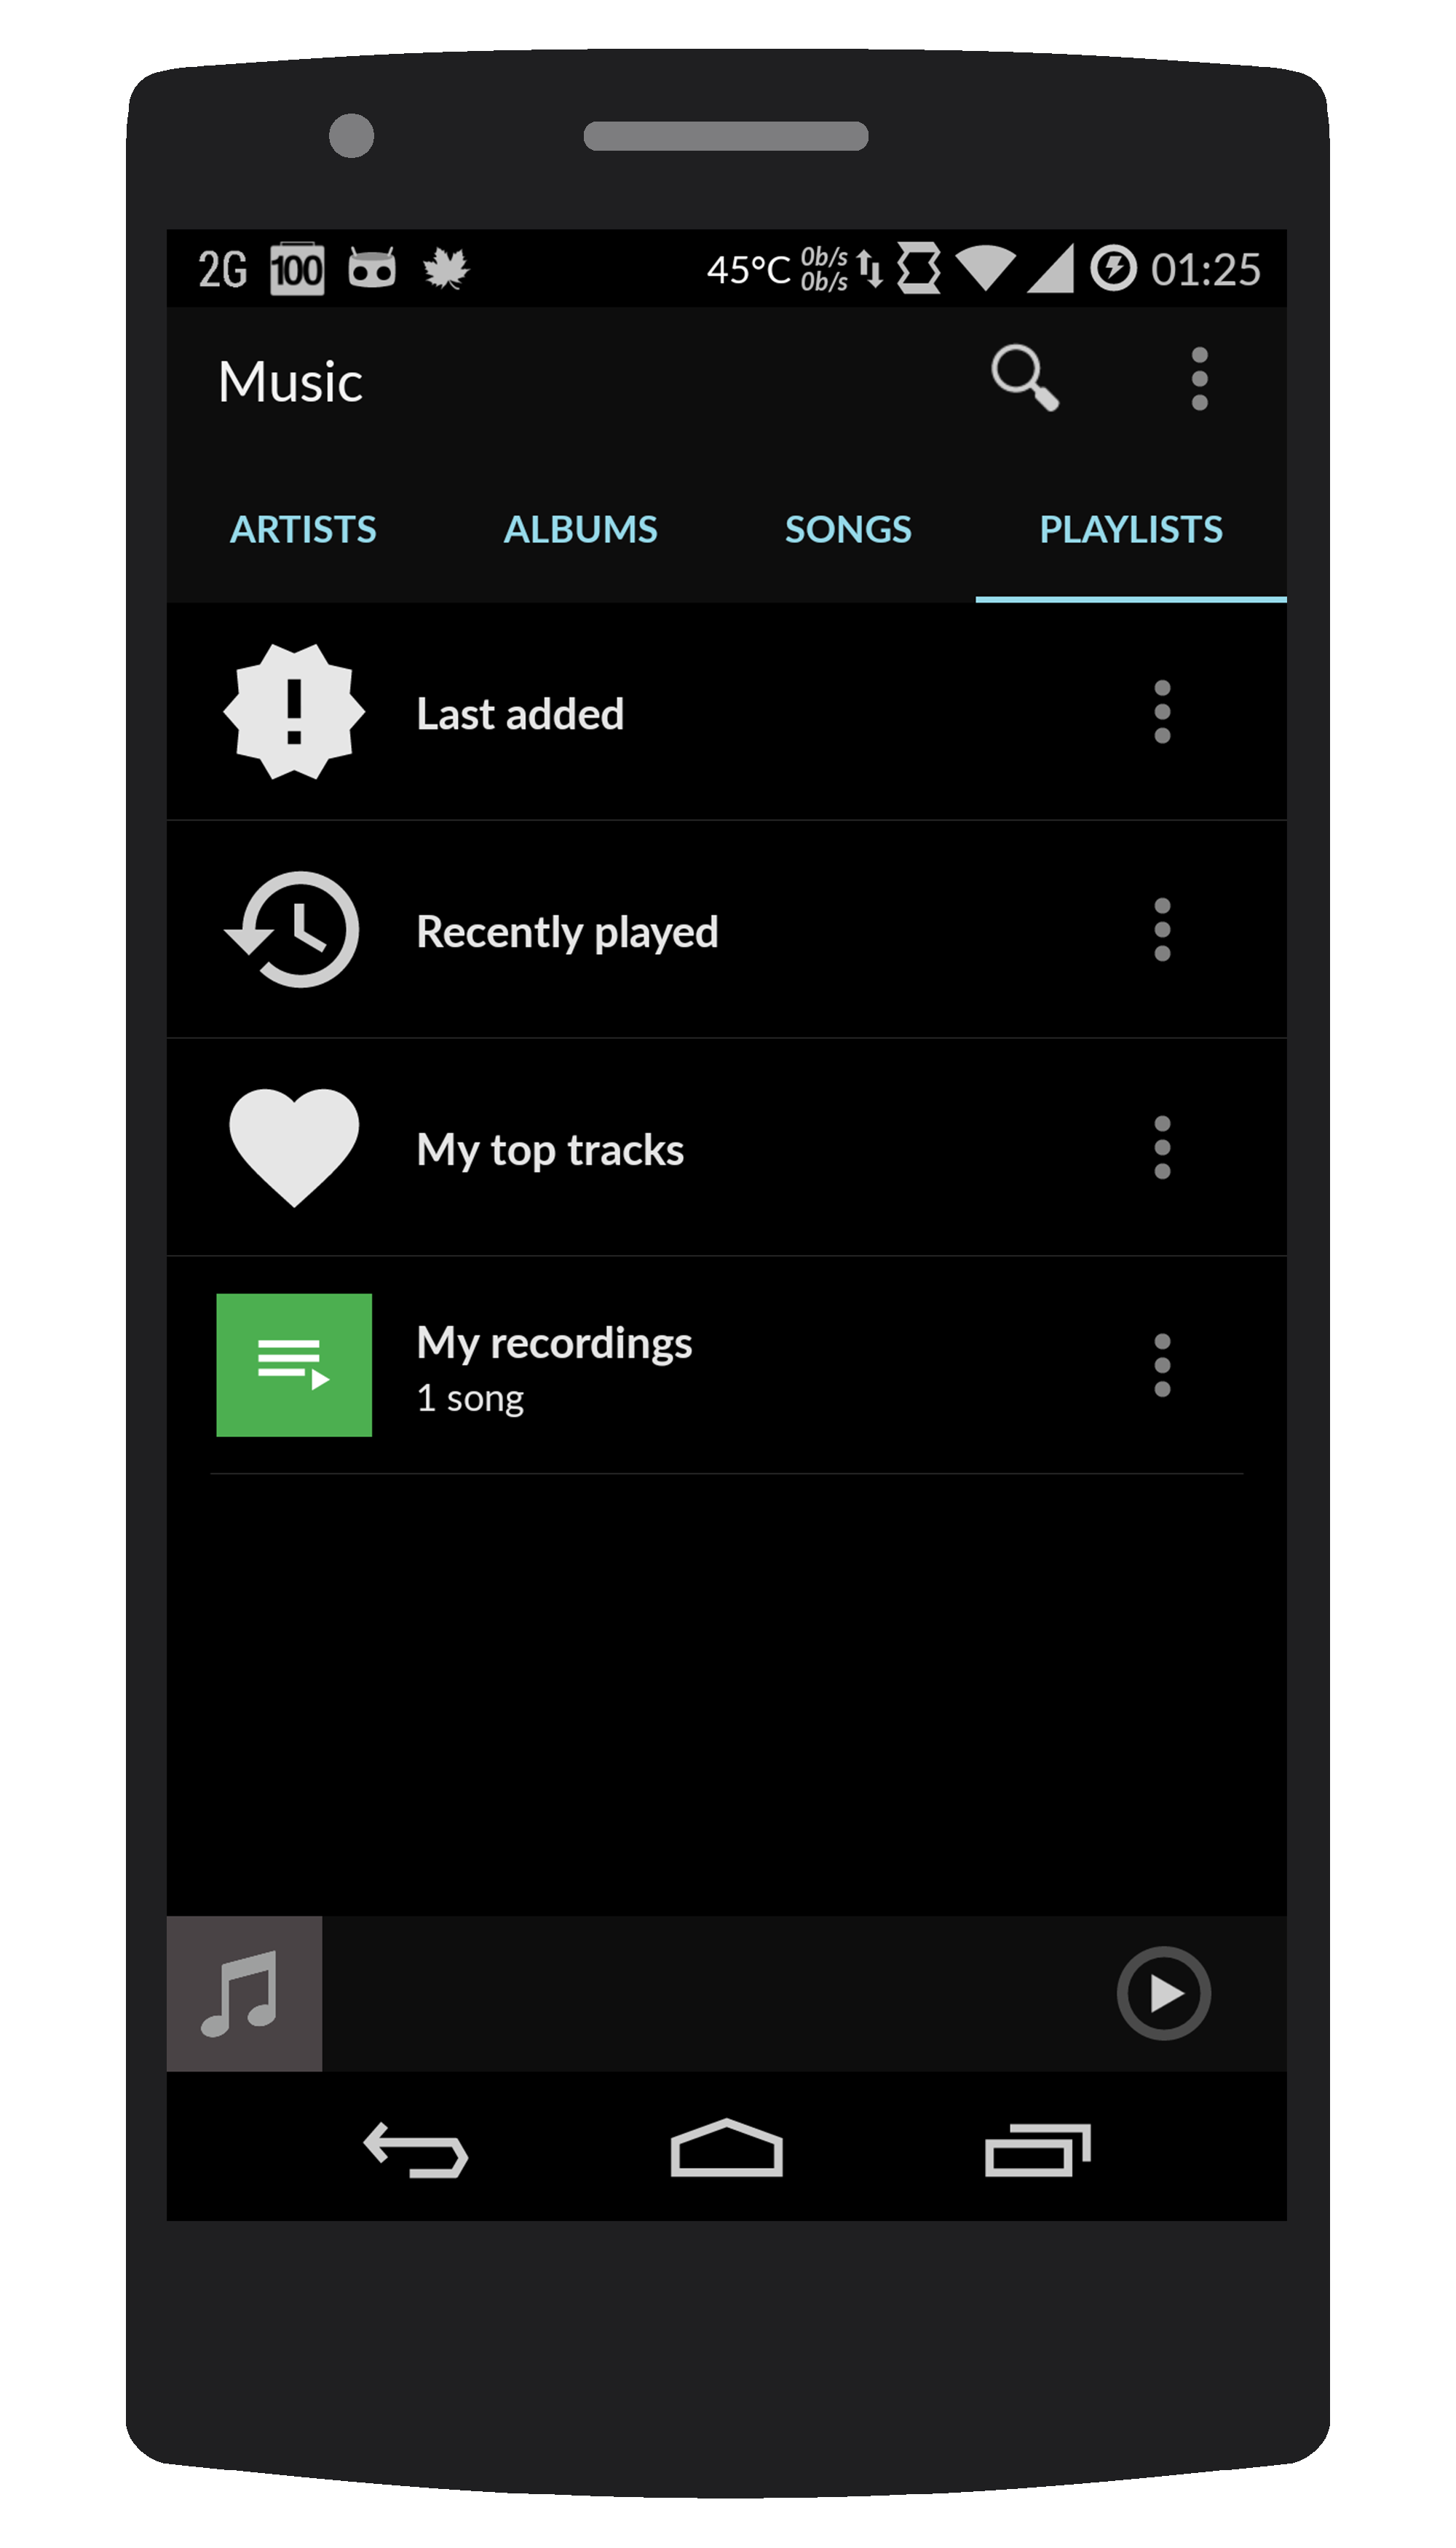 2G 100 45°C 0b/s 01:25
0b/s
Music
ARTISTS ALBUMS SONGS PLAYLISTS
Last added
Recently played
My top tracks
My recordings
1 song